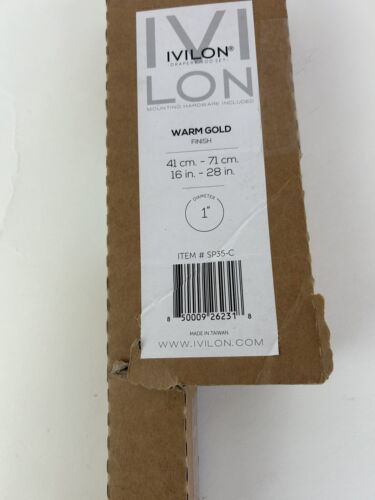 IVI
IVILON®
DRAPERY ROD SET
LON
MOUNTING HARDWARE INCLUDED
WARM GOLD
FINISH
41 cm. - 71 cm.
16 in. - 28 in.
DIAMETER
1"
ITEM # SP35-C
8 50009 26231 8
MADE IN TAIWAN
WWW.IVILON.COM